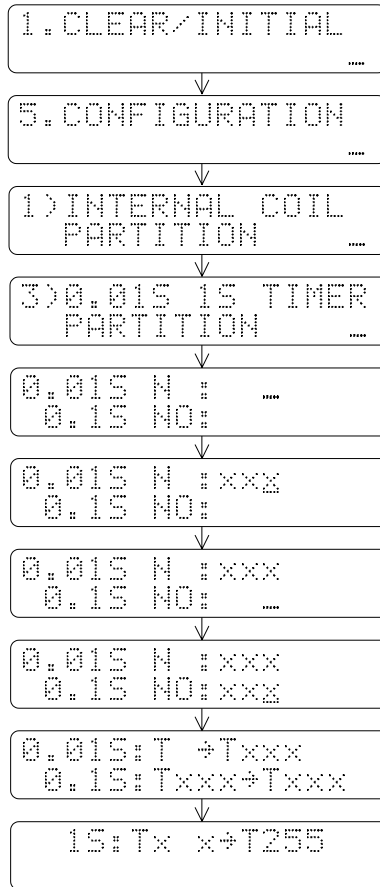 1.CLEAR/INITIAL
5.CONFIGURATION
1)INTERNAL COIL
PARTITION
3)0.01S 1S TIMER
PARTITION
0.01S N :
0.1S NO:
0.01S N :xxx
0.1S NO:
0.01S N :xxx
0.1S NO:
0.01S N :xxx
0.1S NO:xxx
0.01S:T →Txxx
0.1S:Txxx→Txxx
1S:Tx x→T255